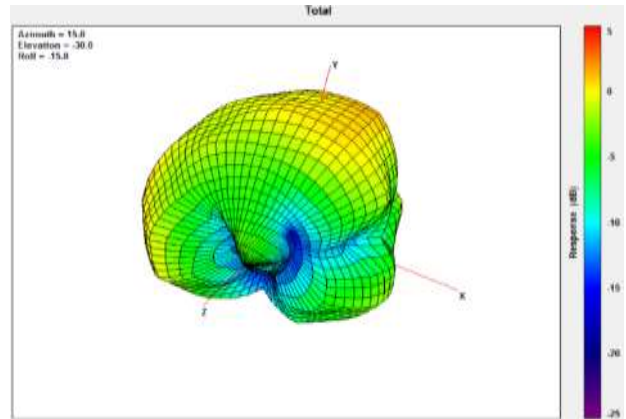 Total
Azimuth = 15.0
Elevation = -30.0
Roll = -15.0
Y
X
Z
5
0
-5
-10
-15
-20
-25
Response (dB)